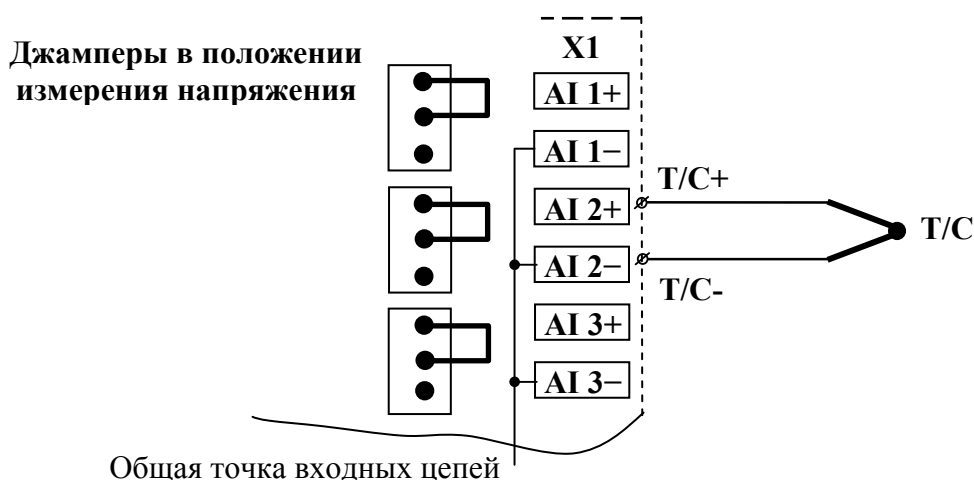 Джамперы в положении
измерения напряжения
X1
AI 1+
AI 1−
AI 2+
AI 2−
AI 3+
AI 3−
T/C+
T/C
T/C-
Общая точка входных цепей